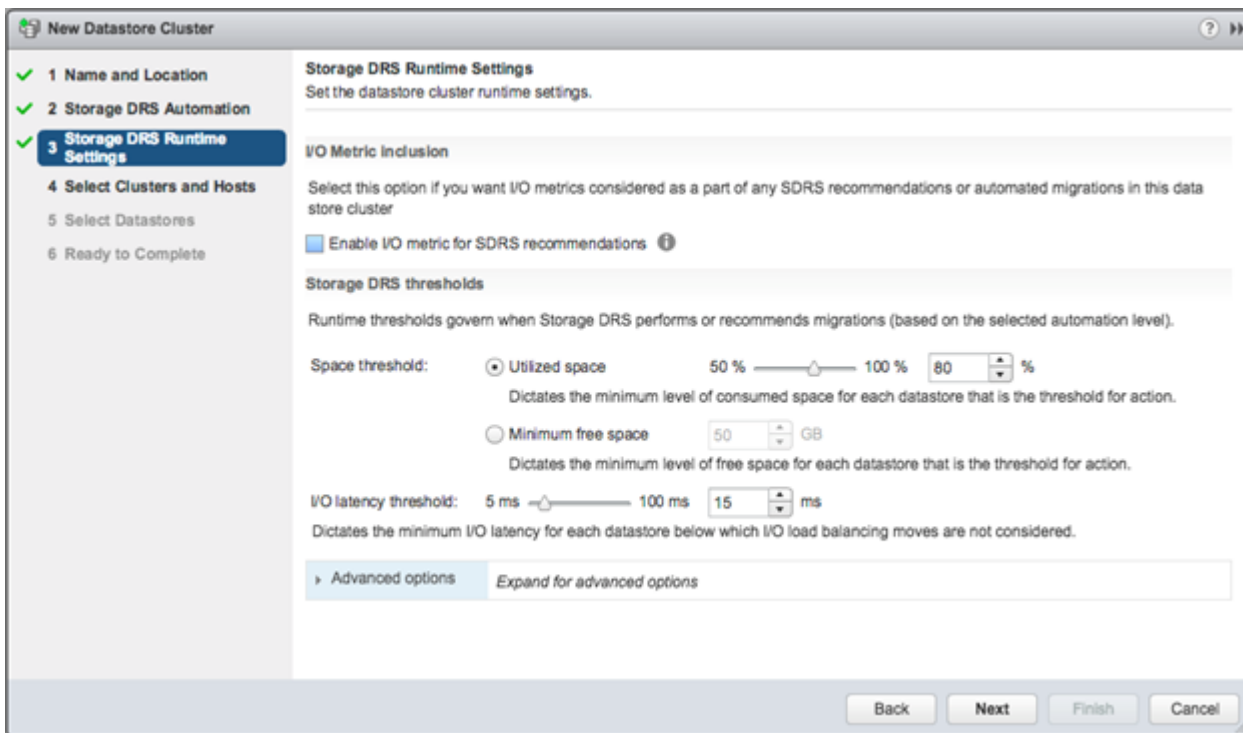 New Datastore Cluster
?
1 Name and Location
2 Storage DRS Automation
3 Storage DRS Runtime
Settings
4 Select Clusters and Hosts
5 Select Datastores
6 Ready to Complete
Storage DRS Runtime Settings
Set the datastore cluster runtime settings.
I/O Metric inclusion
Select this option if you want I/O metrics considered as a part of any SDRS recommendations or automated migrations in this data
store cluster
Enable I/O metric for SDRS recommendations i
Storage DRS thresholds
Runtime thresholds govern when Storage DRS performs or recommends migrations (based on the selected automation level).
Space threshold: Utilized space 50 % 100 % 80 %
Dictates the minimum level of consumed space for each datastore that is the threshold for action.
Minimum free space 50 GB
Dictates the minimum level of free space for each datastore that is the threshold for action.
I/O latency threshold: 5 ms 100 ms 15 ms
Dictates the minimum I/O latency for each datastore below which I/O load balancing moves are not considered.
Advanced options Expand for advanced options
Back Next Finish Cancel